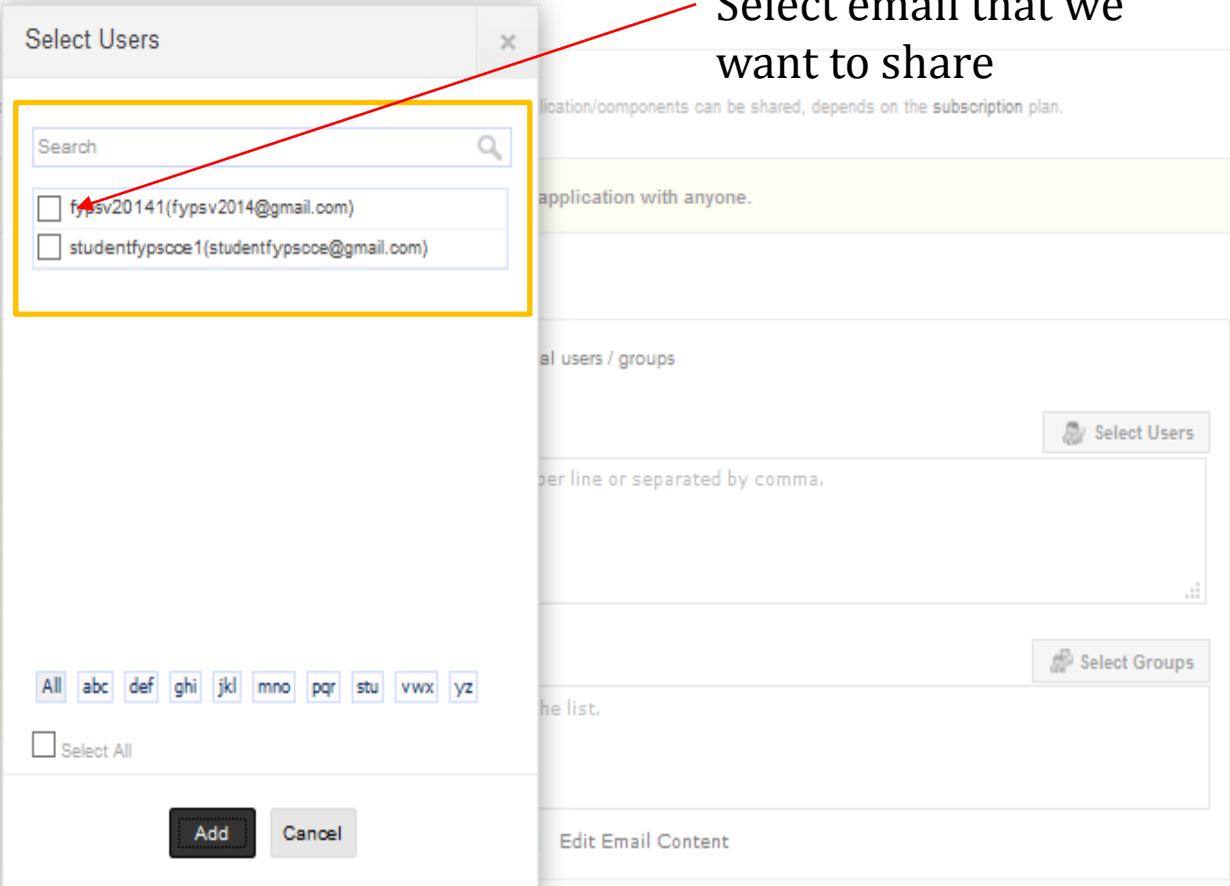 Select email that we
want to share
Select Users
Search
fypsv20141(fypsv2014@gmail.com)
studentfypscce1(studentfypscce@gmail.com)
All abc def ghi jkl mno pqr stu vwx yz
Select All
Add Cancel
lication/components can be shared, depends on the subscription plan.
application with anyone.
al users / groups
Select Users
per line or separated by comma.
Select Groups
he list.
Edit Email Content